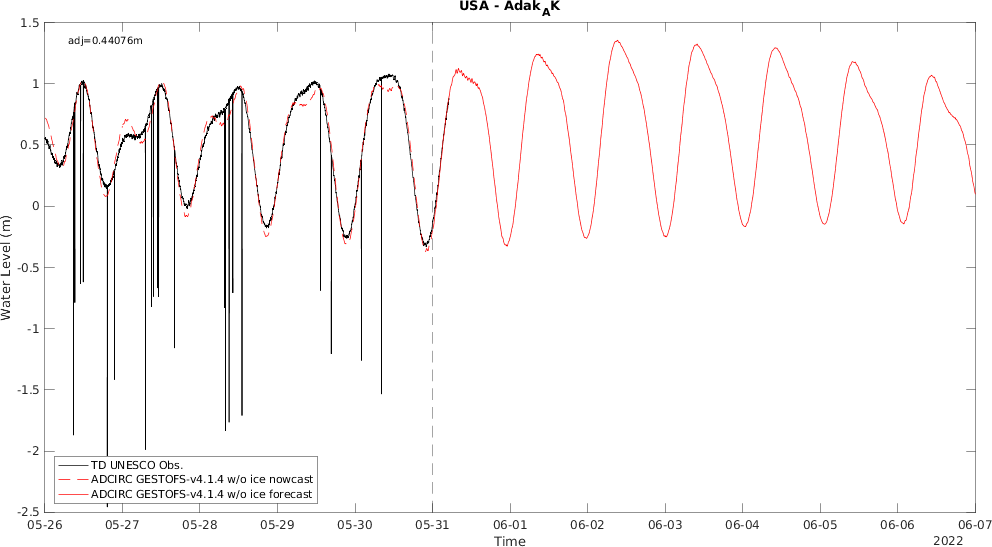 USA - Adak_AK
adj=0.44076m
1.5
1
0.5
0
-0.5
-1
-1.5
-2
-2.5
Water Level (m)
TD UNESCO Obs.
ADCIRC GESTOFS-v4.1.4 w/o ice nowcast
ADCIRC GESTOFS-v4.1.4 w/o ice forecast
05-26 05-27 05-28 05-29 05-30 05-31 06-01 06-02 06-03 06-04 06-05 06-06 06-07
Time
2022